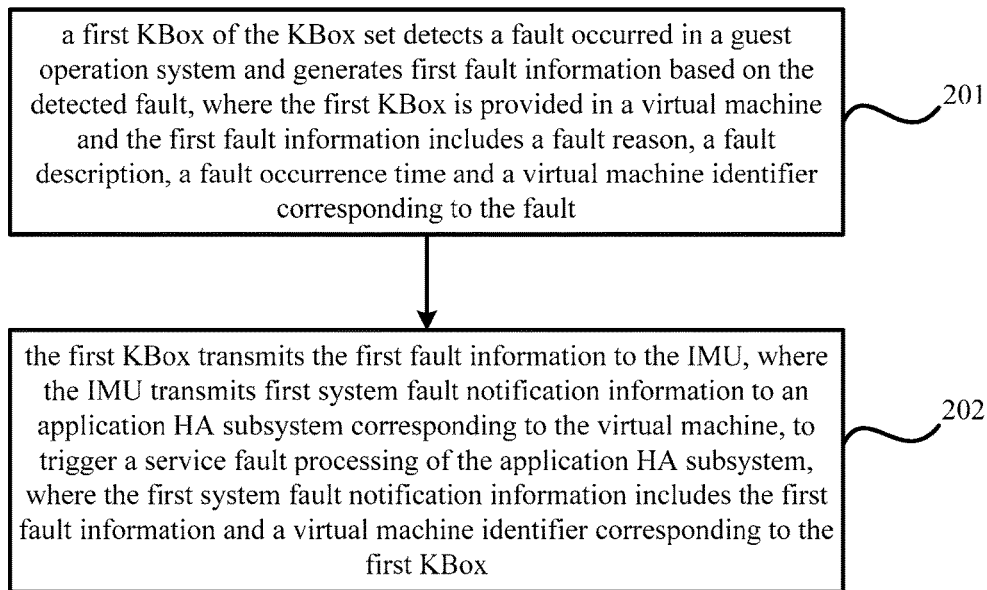 a first KBox of the KBox set detects a fault occurred in a guest
operation system and generates first fault information based on the
detected fault, where the first KBox is provided in a virtual machine
and the first fault information includes a fault reason, a fault
description, a fault occurrence time and a virtual machine identifier
corresponding to the fault
201
the first KBox transmits the first fault information to the IMU, where
the IMU transmits first system fault notification information to an
application HA subsystem corresponding to the virtual machine, to
trigger a service fault processing of the application HA subsystem,
where the first system fault notification information includes the first
fault information and a virtual machine identifier corresponding to the
first KBox
202